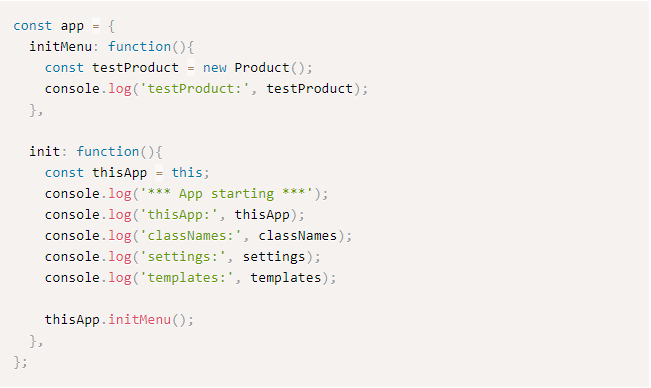 const app = {
  initMenu: function(){
    const testProduct = new Product();
    console.log('testProduct:', testProduct);
  },

  init: function(){
    const thisApp = this;
    console.log('*** App starting ***');
    console.log('thisApp:', thisApp);
    console.log('classNames:', classNames);
    console.log('settings:', settings);
    console.log('templates:', templates);

    thisApp.initMenu();
  },
};